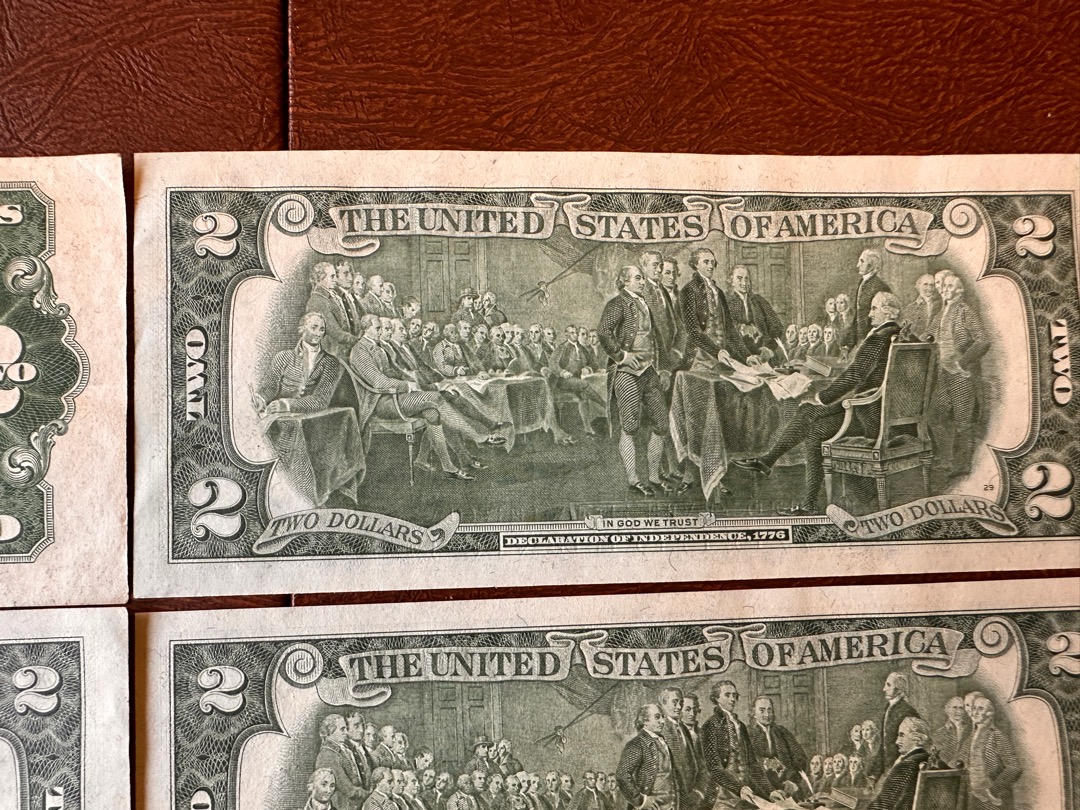 S
2 THE UNITED STATES OF AMERICA 2
TWO
TWO
29
2 TWO DOLLARS
TWO DOLLARS 2
IN GOD WE TRUST
DECLARATION OF INDEPENDENCE, 1776
2
2 THE UNITED STATES OF AMERICA 2